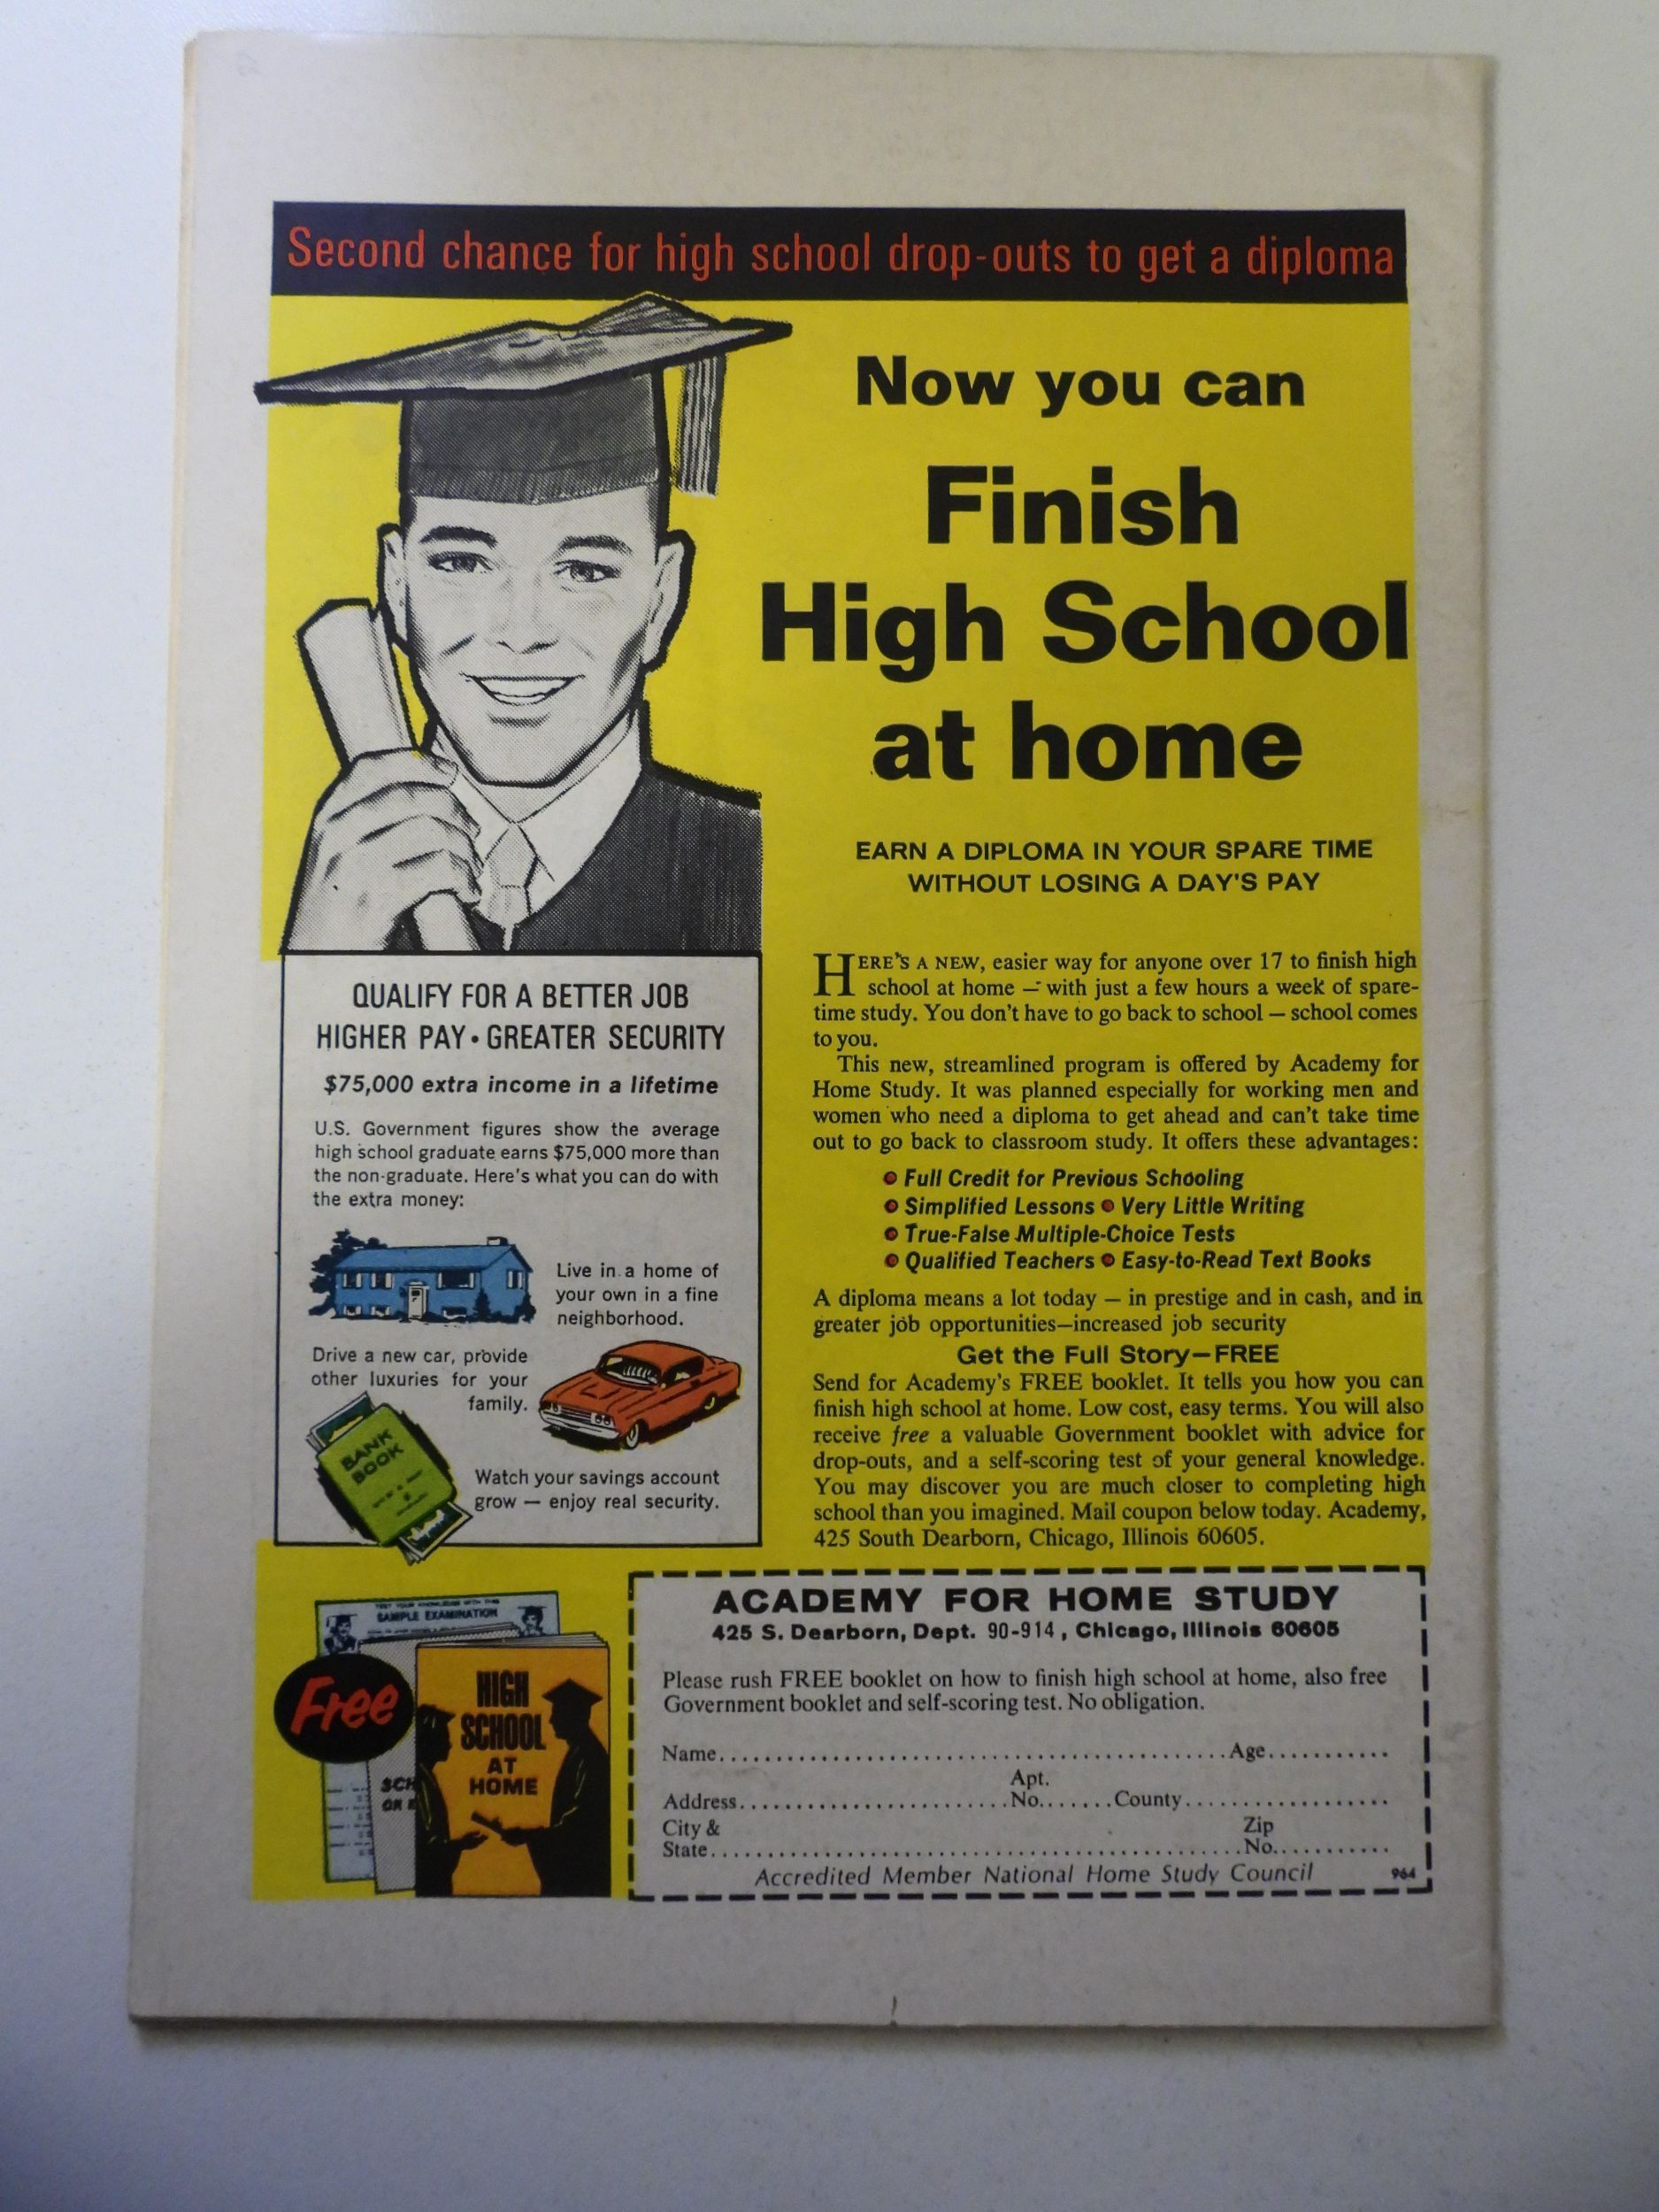 Second chance for high school drop-outs to get a diploma
Now you can
Finish
High School
at home
EARN A DIPLOMA IN YOUR SPARE TIME
WITHOUT LOSING A DAY'S PAY
QUALIFY FOR A BETTER JOB
HIGHER PAY • GREATER SECURITY
$75,000 extra income in a lifetime
U.S. Government figures show the average
high school graduate earns $75,000 more than
the non-graduate. Here's what you can do with
the extra money:
Live in a home of
your own in a fine
neighborhood.
Drive a new car, provide
other luxuries for your
family.
BANK
BOOK
Watch your savings account
grow — enjoy real security.
HERE'S A NEW, easier way for anyone over 17 to finish high
school at home — with just a few hours a week of spare-
time study. You don't have to go back to school — school comes
to you.
This new, streamlined program is offered by Academy for
Home Study. It was planned especially for working men and
women who need a diploma to get ahead and can't take time
out to go back to classroom study. It offers these advantages:
• Full Credit for Previous Schooling
• Simplified Lessons • Very Little Writing
• True-False Multiple-Choice Tests
• Qualified Teachers • Easy-to-Read Text Books
A diploma means a lot today — in prestige and in cash, and in
greater job opportunities—increased job security
Get the Full Story—FREE
Send for Academy's FREE booklet. It tells you how you can
finish high school at home. Low cost, easy terms. You will also
receive free a valuable Government booklet with advice for
drop-outs, and a self-scoring test of your general knowledge.
You may discover you are much closer to completing high
school than you imagined. Mail coupon below today. Academy,
425 South Dearborn, Chicago, Illinois 60605.
TEST YOUR KNOWLEDGE WITH THIS
SAMPLE EXAMINATION
Free
SCH
OR
HIGH
SCHOOL
AT
HOME
ACADEMY FOR HOME STUDY
425 S. Dearborn, Dept. 90-914, Chicago, Illinois 60605
Please rush FREE booklet on how to finish high school at home, also free
Government booklet and self-scoring test. No obligation.
Name............................................Age...........
Apt.
Address.......................No.......County..................
City & Zip
State..............................................No...........
Accredited Member National Home Study Council 964